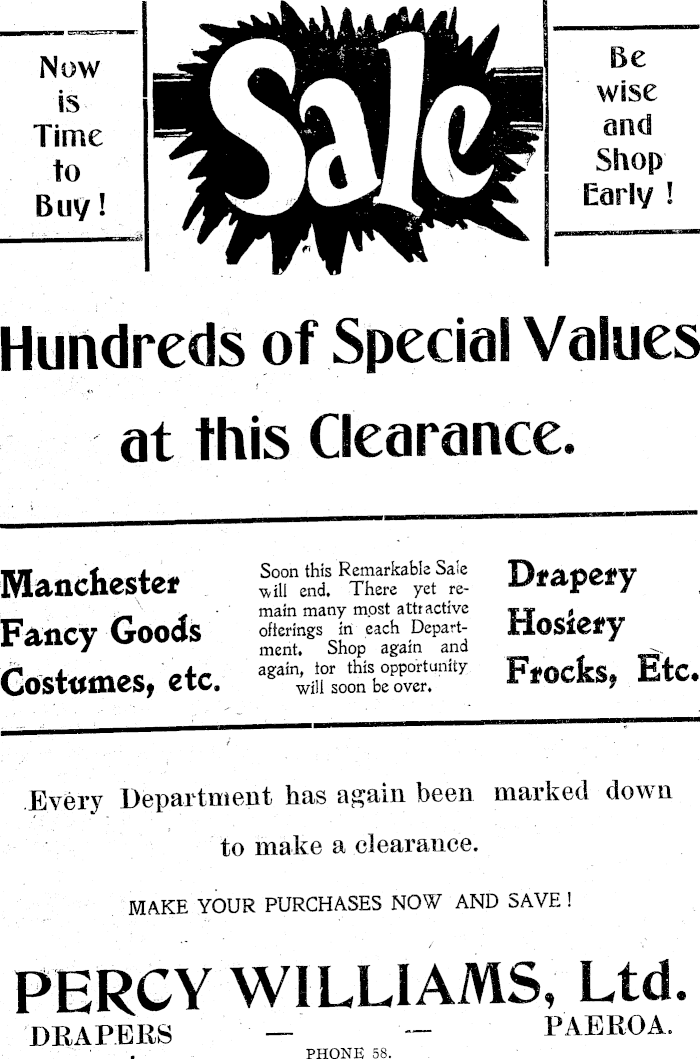 Now
is
Time
to
Buy !
Sale
Be
wise
and
Shop
Early !
Hundreds of Special Values
at this Clearance.
Manchester
Fancy Goods
Costumes, etc.
Soon this Remarkable Sale
will end. There yet re-
main many most attractive
offerings in each Depart-
ment. Shop again and
again, for this opportunity
will soon be over.
Drapery
Hosiery
Frocks, Etc.
Every Department has again been marked down
to make a clearance.
MAKE YOUR PURCHASES NOW AND SAVE !
PERCY WILLIAMS, Ltd.
DRAPERS — — PAEROA.
PHONE 58.